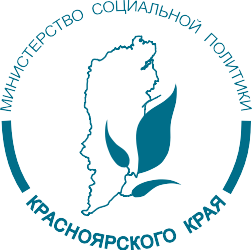 МИНИСТЕРСТВО СОЦИАЛЬНОЙ ПОЛИТИКИ
КРАСНОЯРСКОГО КРАЯ